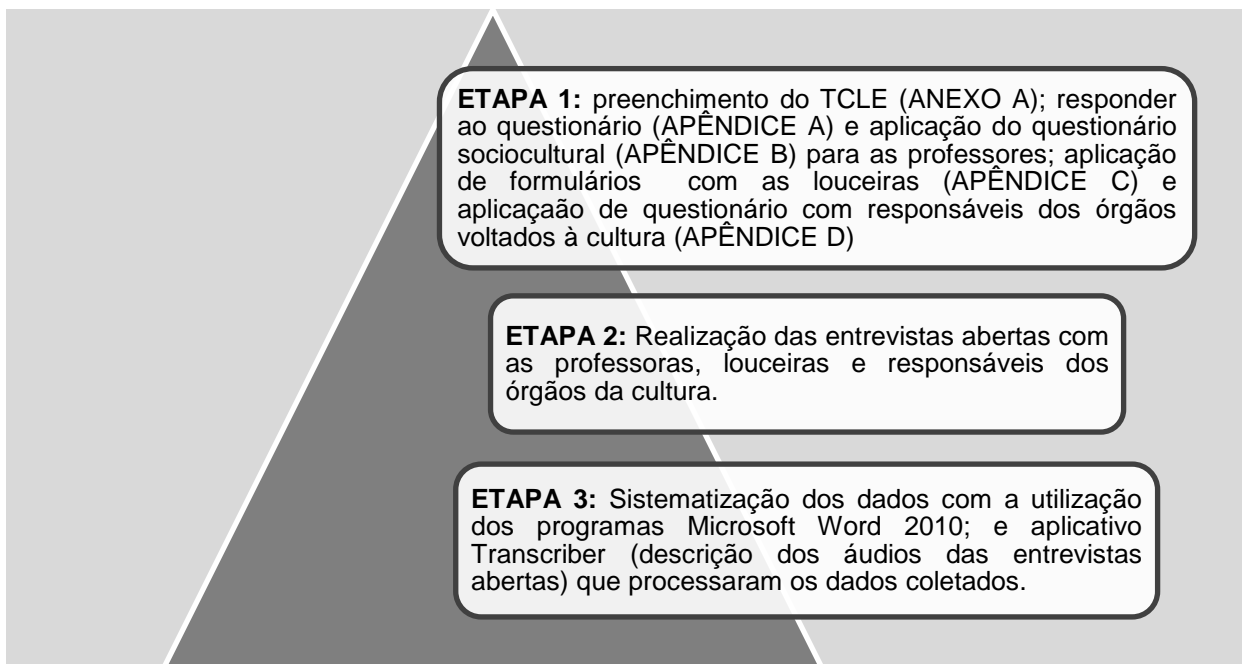 ETAPA 1: preenchimento do TCLE (ANEXO A); responder
ao questionário (APÊNDICE A) e aplicação do questionário
sociocultural (APÊNDICE B) para as professores; aplicação
de formulários com as louceiras (APÊNDICE C) e
aplicaçaão de questionário com responsáveis dos órgãos
voltados à cultura (APÊNDICE D)
ETAPA 2: Realização das entrevistas abertas com
as professoras, louceiras e responsáveis dos
órgãos da cultura.
ETAPA 3: Sistematização dos dados com a utilização
dos programas Microsoft Word 2010; e aplicativo
Transcriber (descrição dos áudios das entrevistas
abertas) que processaram os dados coletados.